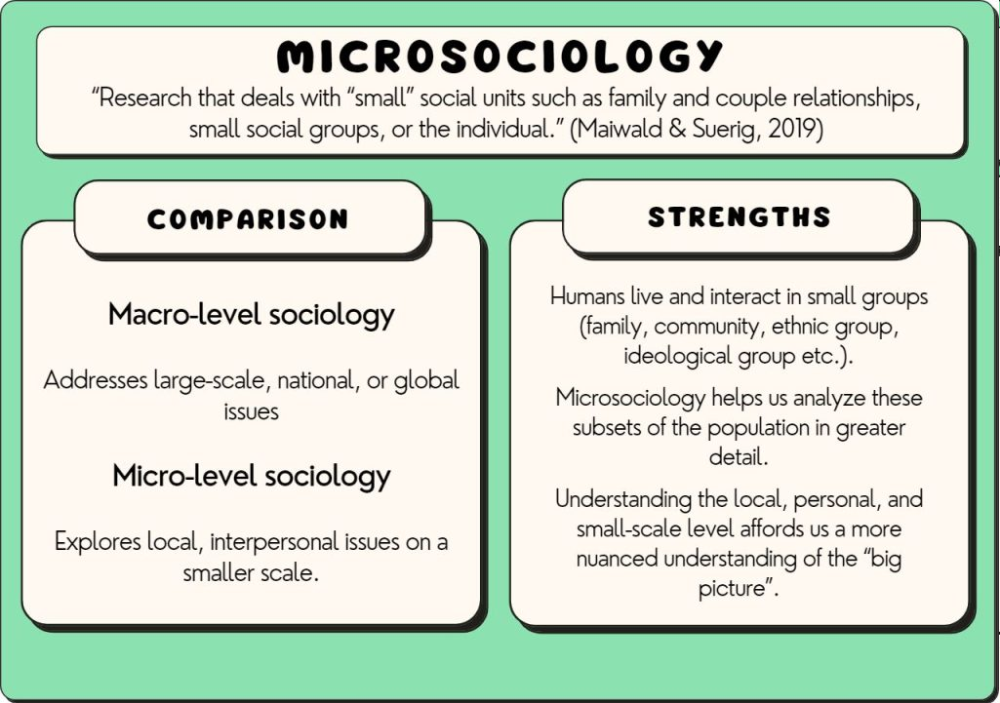 MICROSOCIOLOGY
“Research that deals with “small” social units such as family and couple relationships,
small social groups, or the individual.” (Maiwald & Suerig, 2019)
COMPARISON
Macro-level sociology
Addresses large-scale, national, or global
issues
Micro-level sociology
Explores local, interpersonal issues on a
smaller scale.
STRENGTHS
Humans live and interact in small groups
(family, community, ethnic group,
ideological group etc.).
Microsociology helps us analyze these
subsets of the population in greater
detail.
Understanding the local, personal, and
small-scale level affords us a more
nuanced understanding of the “big
picture”.